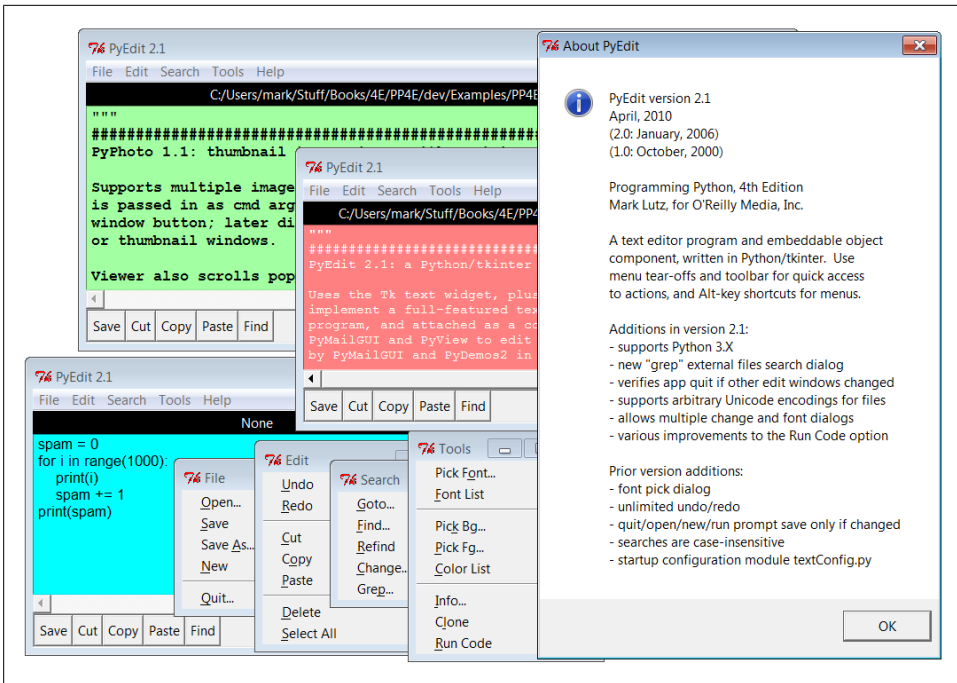 PyEdit 2.1
File Edit Search Tools Help
C:/Users/mark/Stuff/Books/4E/PP4E/dev/Examples/PP4E
"""
##################################################
PyPhoto 1.1: thumbnail
Supports multiple image
is passed in as cmd arg
window button; later di
or thumbnail windows.
Viewer also scrolls pop
Save Cut Copy Paste Find
PyEdit 2.1
File Edit Search Tools Help
C:/Users/mark/Stuff/Books/4E/PP4
"""
#############################
PyEdit 2.1: a Python/tkinter
Uses the Tk text widget, plus
implement a full-featured tex
program, and attached as a co
PyMailGUI and PyView to edit
by PyMailGUI and PyDemos2 in
Save Cut Copy Paste Find
PyEdit 2.1
File Edit Search Tools Help
None
spam = 0
for i in range(1000):
    print(i)
    spam += 1
print(spam)
Save Cut Copy Paste Find
File
Open...
Save
Save As...
New
Quit...
Edit
Undo
Redo
Cut
Copy
Paste
Delete
Select All
Search
Goto...
Find...
Refind
Change..
Grep...
Tools
Pick Font...
Font List
Pick Bg...
Pick Fg...
Color List
Info...
Clone
Run Code
About PyEdit
PyEdit version 2.1
April, 2010
(2.0: January, 2006)
(1.0: October, 2000)
Programming Python, 4th Edition
Mark Lutz, for O'Reilly Media, Inc.
A text editor program and embeddable object
component, written in Python/tkinter. Use
menu tear-offs and toolbar for quick access
to actions, and Alt-key shortcuts for menus.
Additions in version 2.1:
- supports Python 3.X
- new "grep" external files search dialog
- verifies app quit if other edit windows changed
- supports arbitrary Unicode encodings for files
- allows multiple change and font dialogs
- various improvements to the Run Code option
Prior version additions:
- font pick dialog
- unlimited undo/redo
- quit/open/new/run prompt save only if changed
- searches are case-insensitive
- startup configuration module textConfig.py
OK